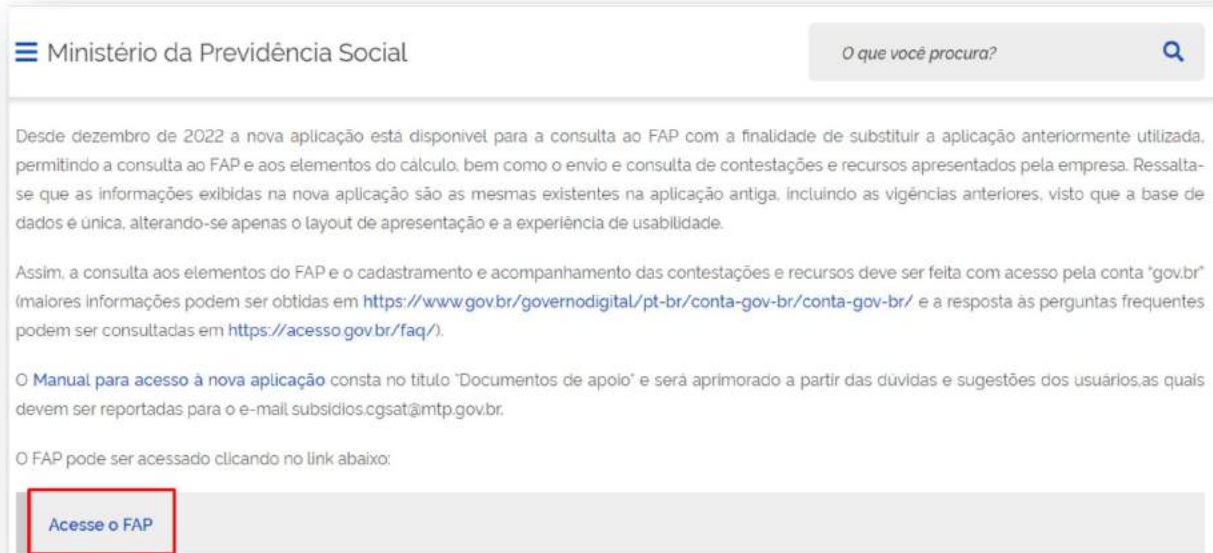 Ministério da Previdência Social
O que você procura?
Desde dezembro de 2022 a nova aplicação está disponível para a consulta ao FAP com a finalidade de substituir a aplicação anteriormente utilizada,
permitindo a consulta ao FAP e aos elementos do cálculo, bem como o envio e consulta de contestações e recursos apresentados pela empresa. Ressalta-
se que as informações exibidas na nova aplicação são as mesmas existentes na aplicação antiga, incluindo as vigências anteriores, visto que a base de
dados é única, alterando-se apenas o layout de apresentação e a experiência de usabilidade.
Assim, a consulta aos elementos do FAP e o cadastramento e acompanhamento das contestações e recursos deve ser feita com acesso pela conta "gov.br"
(maiores informações podem ser obtidas em https://www.gov.br/governodigital/pt-br/conta-gov-br/conta-gov-br/ e a resposta às perguntas frequentes
podem ser consultadas em https://acesso.gov.br/faq/).
O Manual para acesso à nova aplicação consta no título "Documentos de apoio" e será aprimorado a partir das dúvidas e sugestões dos usuários,as quais
devem ser reportadas para o e-mail subsidios.cgsat@mtp.gov.br.
O FAP pode ser acessado clicando no link abaixo:
Acesse o FAP